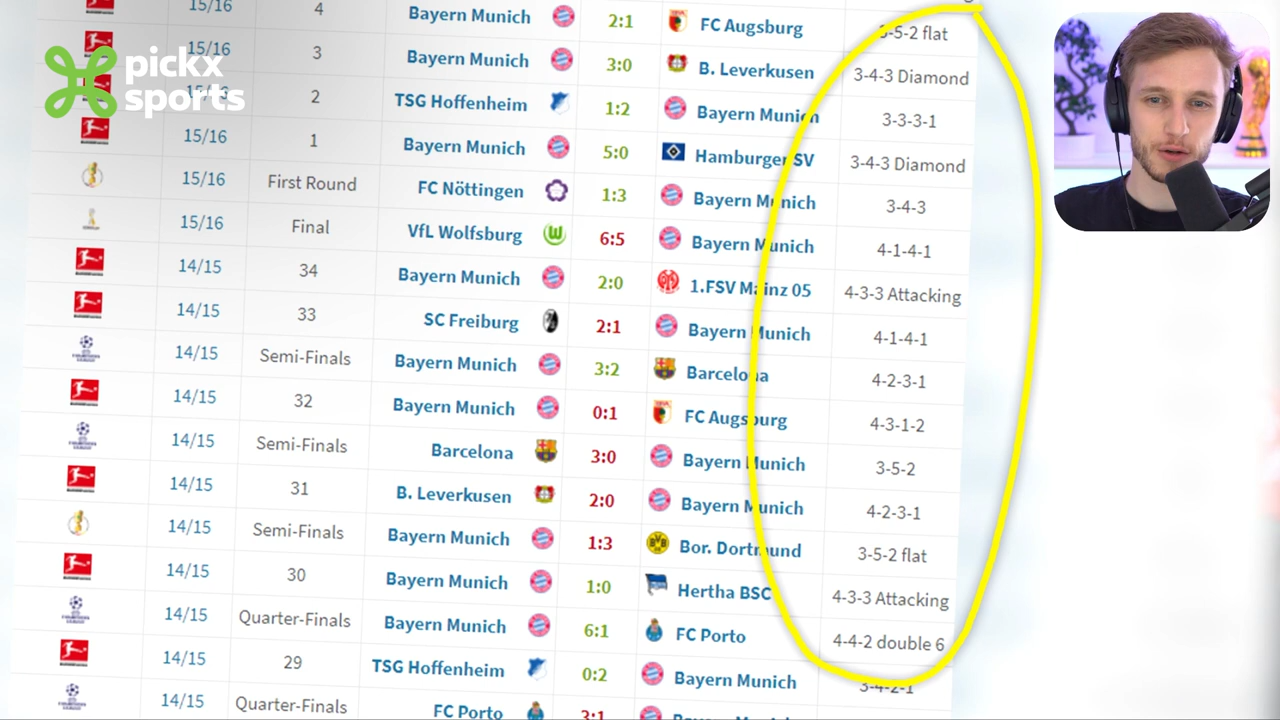 15/16 4 Bayern Munich 2:1 FC Augsburg 3-5-2 flat
15/16 3 Bayern Munich 3:0 B. Leverkusen 3-4-3 Diamond
15/16 2 TSG Hoffenheim 1:2 Bayern Munich 3-3-3-1
15/16 1 Bayern Munich 5:0 Hamburger SV 3-4-3 Diamond
15/16 First Round FC Nöttingen 1:3 Bayern Munich 3-4-3
15/16 Final VfL Wolfsburg 6:5 Bayern Munich 4-1-4-1
14/15 34 Bayern Munich 2:0 1.FSV Mainz 05 4-3-3 Attacking
14/15 33 SC Freiburg 2:1 Bayern Munich 4-1-4-1
14/15 Semi-Finals Bayern Munich 3:2 Barcelona 4-2-3-1
14/15 32 Bayern Munich 0:1 FC Augsburg 4-3-1-2
14/15 Semi-Finals Barcelona 3:0 Bayern Munich 3-5-2
14/15 31 B. Leverkusen 2:0 Bayern Munich 4-2-3-1
14/15 Semi-Finals Bayern Munich 1:3 Bor. Dortmund 3-5-2 flat
14/15 30 Bayern Munich 1:0 Hertha BSC 4-3-3 Attacking
14/15 Quarter-Finals Bayern Munich 6:1 FC Porto 4-4-2 double 6
14/15 29 TSG Hoffenheim 0:2 Bayern Munich 3-4-2-1
14/15 Quarter-Finals FC Porto 3:1 Bayern Munich
pickx
sports